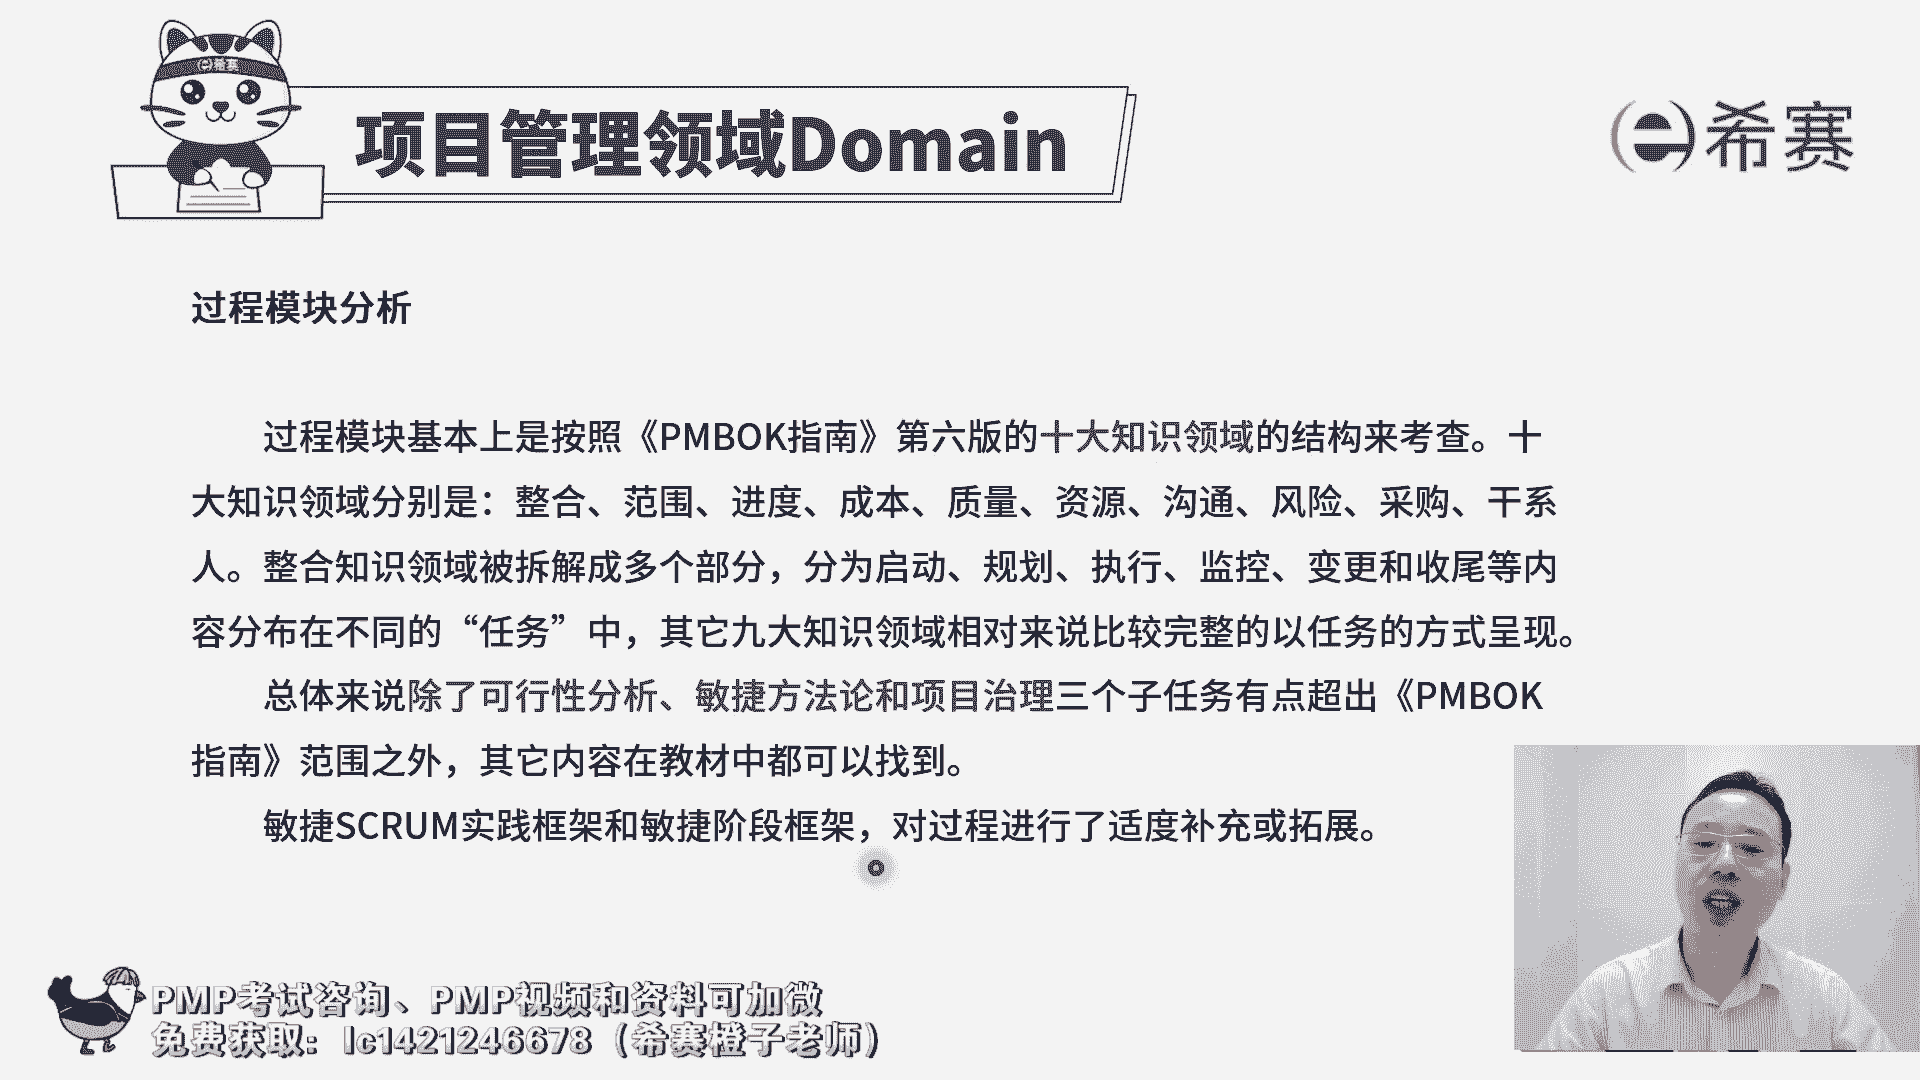 希赛
项目管理领域Domain
希赛
过程模块分析
过程模块基本上是按照《PMBOK指南》第六版的十大知识领域的结构来考查。十
大知识领域分别是：整合、范围、进度、成本、质量、资源、沟通、风险、采购、干系
人。整合知识领域被拆解成多个部分，分为启动、规划、执行、监控、变更和收尾等内
容分布在不同的“任务”中，其它九大知识领域相对来说比较完整的以任务的方式呈现。
总体来说除了可行性分析、敏捷方法论和项目治理三个子任务有点超出《PMBOK
指南》范围之外，其它内容在教材中都可以找到。
敏捷SCRUM实践框架和敏捷阶段框架，对过程进行了适度补充或拓展。
PMP考试咨询、PMP视频和资料可加微
免费获取：lc1421246678（希赛橙子老师）